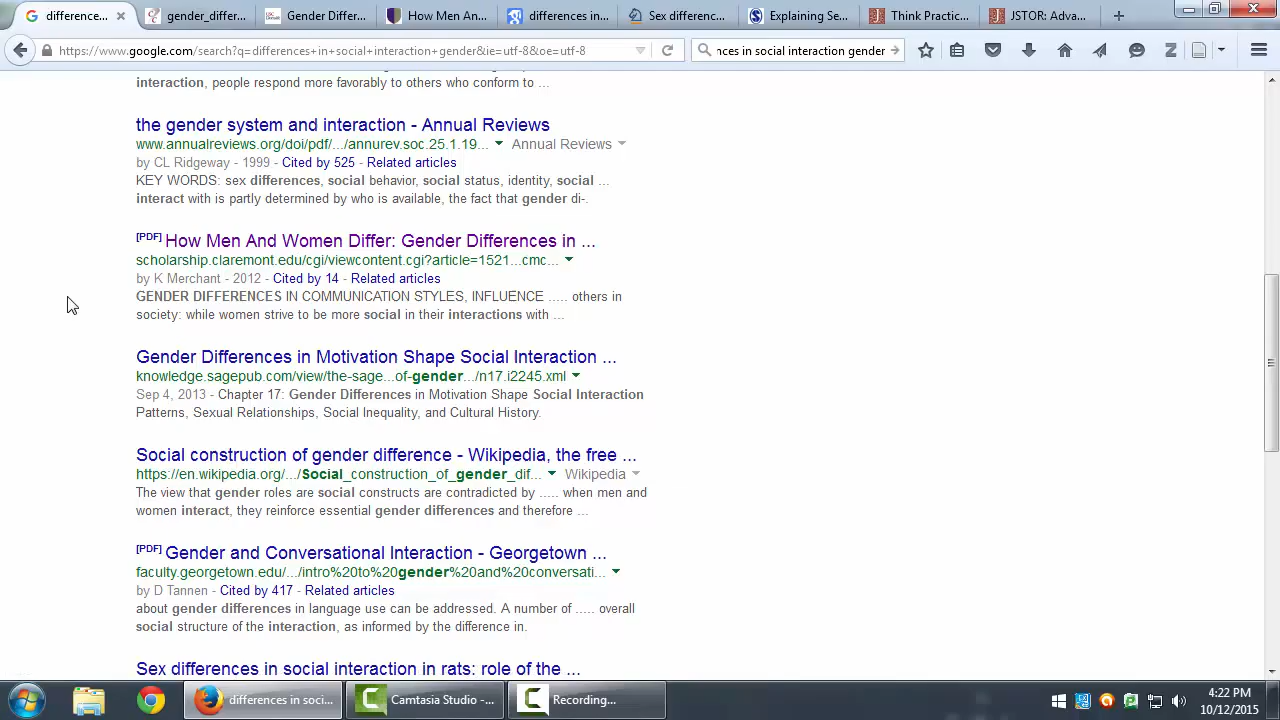 difference...
gender_differ...
Gender Differ...
How Men An...
differences in...
Sex differenc...
Explaining Se...
Think Practic...
JSTOR: Adva...
https://www.google.com/search?q=differences+in+social+interaction+gender&ie=utf-8&oe=utf-8
nces in social interaction gender
interaction, people respond more favorably to others who conform to ...
the gender system and interaction - Annual Reviews
www.annualreviews.org/doi/pdf/.../annurev.soc.25.1.19... Annual Reviews
by CL Ridgeway - 1999 - Cited by 525 - Related articles
KEY WORDS: sex differences, social behavior, social status, identity, social ...
interact with is partly determined by who is available, the fact that gender di-.
[PDF] How Men And Women Differ: Gender Differences in ...
scholarship.claremont.edu/cgi/viewcontent.cgi?article=1521...cmc...
by K Merchant - 2012 - Cited by 14 - Related articles
GENDER DIFFERENCES IN COMMUNICATION STYLES, INFLUENCE ..... others in
society: while women strive to be more social in their interactions with ...
Gender Differences in Motivation Shape Social Interaction ...
knowledge.sagepub.com/view/the-sage...of-gender.../n17.i2245.xml
Sep 4, 2013 - Chapter 17: Gender Differences in Motivation Shape Social Interaction
Patterns, Sexual Relationships, Social Inequality, and Cultural History.
Social construction of gender difference - Wikipedia, the free ...
https://en.wikipedia.org/.../Social_construction_of_gender_dif... Wikipedia
The view that gender roles are social constructs are contradicted by ..... when men and
women interact, they reinforce essential gender differences and therefore ...
[PDF] Gender and Conversational Interaction - Georgetown ...
faculty.georgetown.edu/.../intro%20to%20gender%20and%20conversati...
by D Tannen - Cited by 417 - Related articles
about gender differences in language use can be addressed. A number of ..... overall
social structure of the interaction, as informed by the difference in.
Sex differences in social interaction in rats: role of the ...
differences in soci...
Camtasia Studio -...
Recording...
4:22 PM
10/12/2015